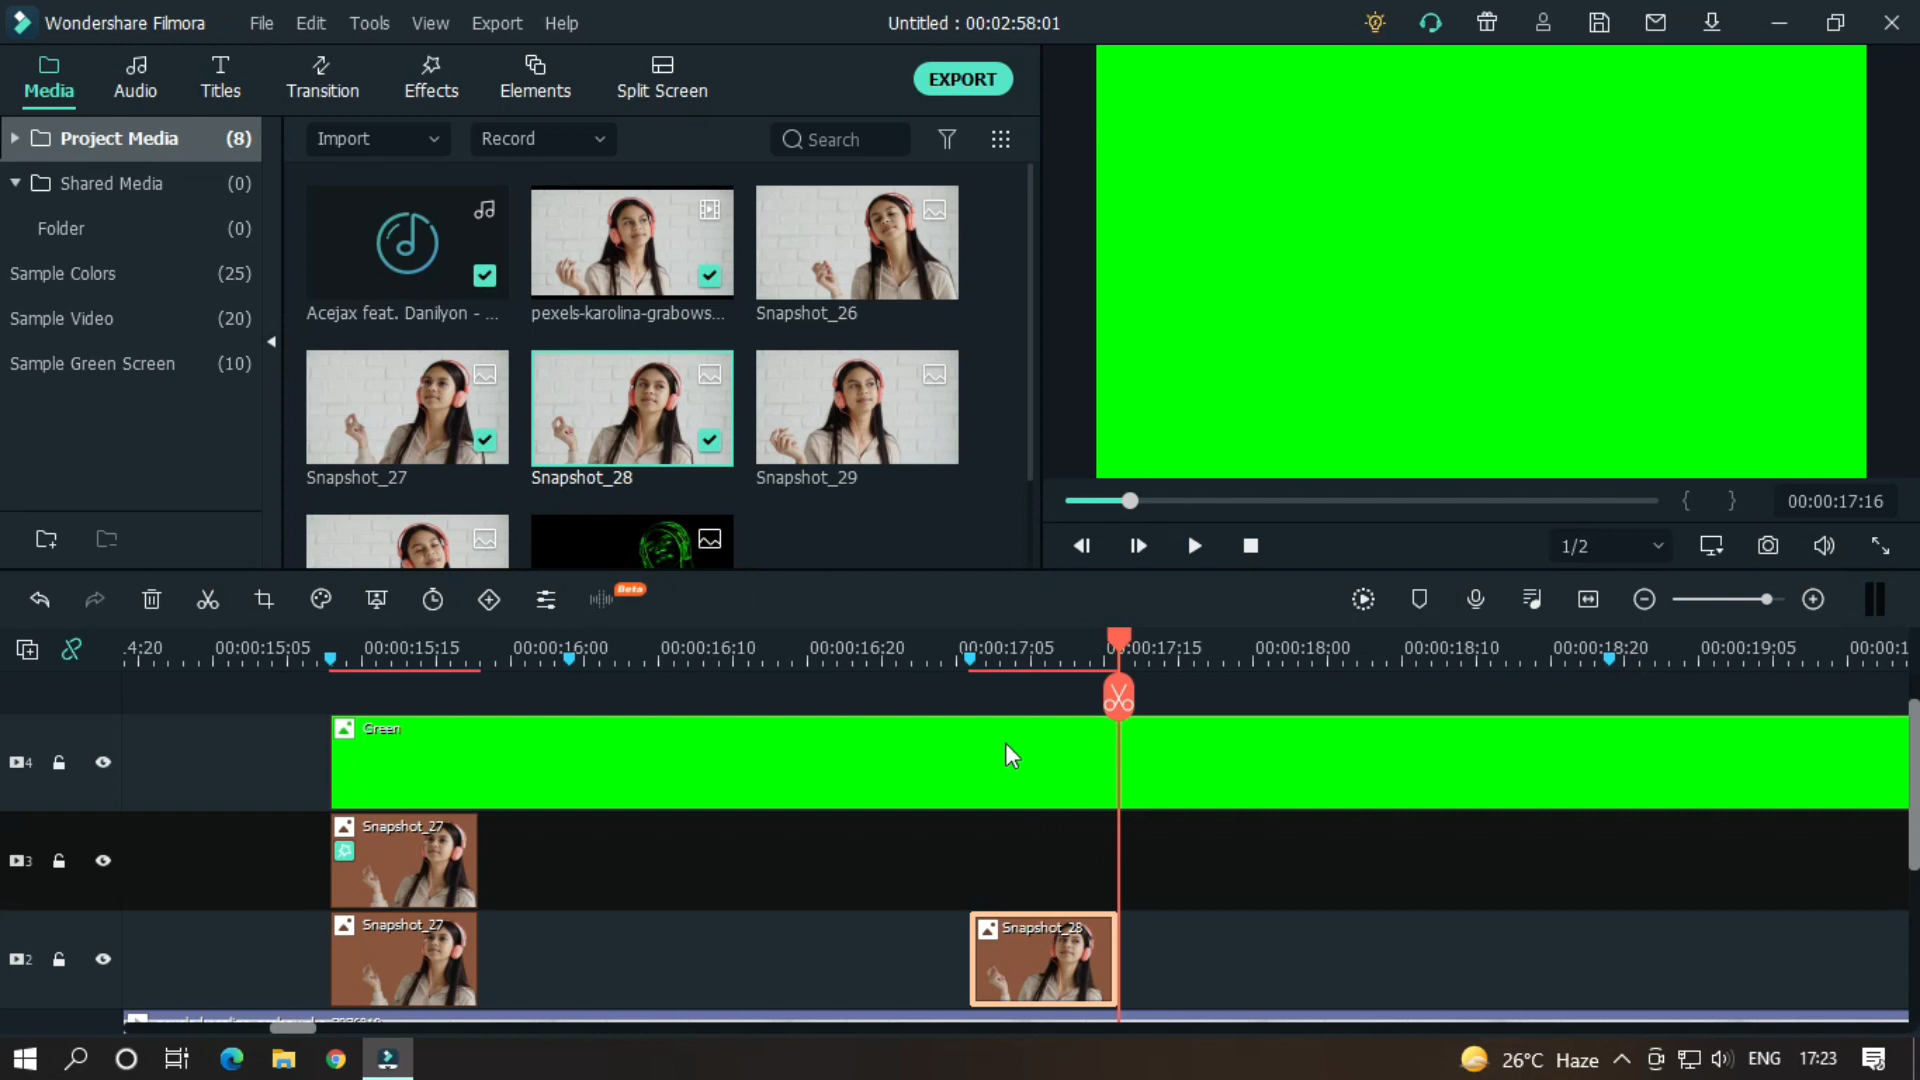 Wondershare Filmora File Edit Tools View Export Help Untitled : 00:02:58:01
Media Audio Titles Transition Effects Elements Split Screen EXPORT
Project Media (8)
Shared Media (0)
Folder (0)
Sample Colors (25)
Sample Video (20)
Sample Green Screen (10)
Import Record Search
Acejax feat. Danilyon - ... pexels-karolina-grabows... Snapshot_26
Snapshot_27 Snapshot_28 Snapshot_29
{ } 00:00:17:16
1/2
Beta
:4:20 00:00:15:05 00:00:15:15 00:00:16:00 00:00:16:10 00:00:16:20 00:00:17:05 00:00:17:15 00:00:18:00 00:00:18:10 00:00:18:20 00:00:19:05 00:00:1
Green
4
Snapshot_27
3
Snapshot_27 Snapshot_28
2
26°C Haze ENG 17:23